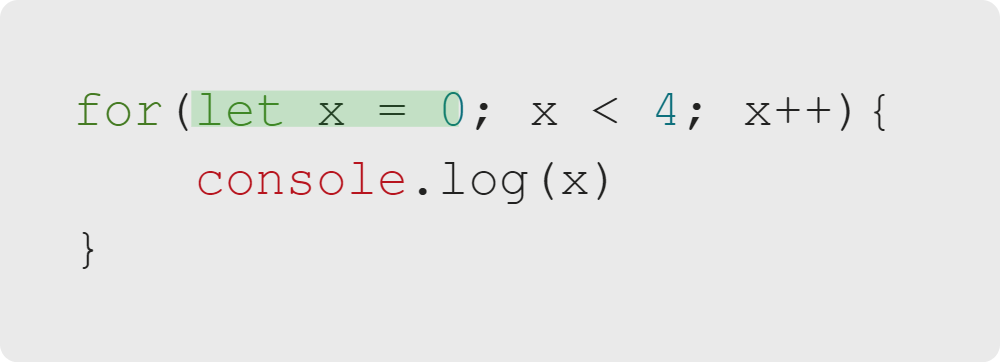 for(let x = 0; x < 4; x++){
    console.log(x)
}